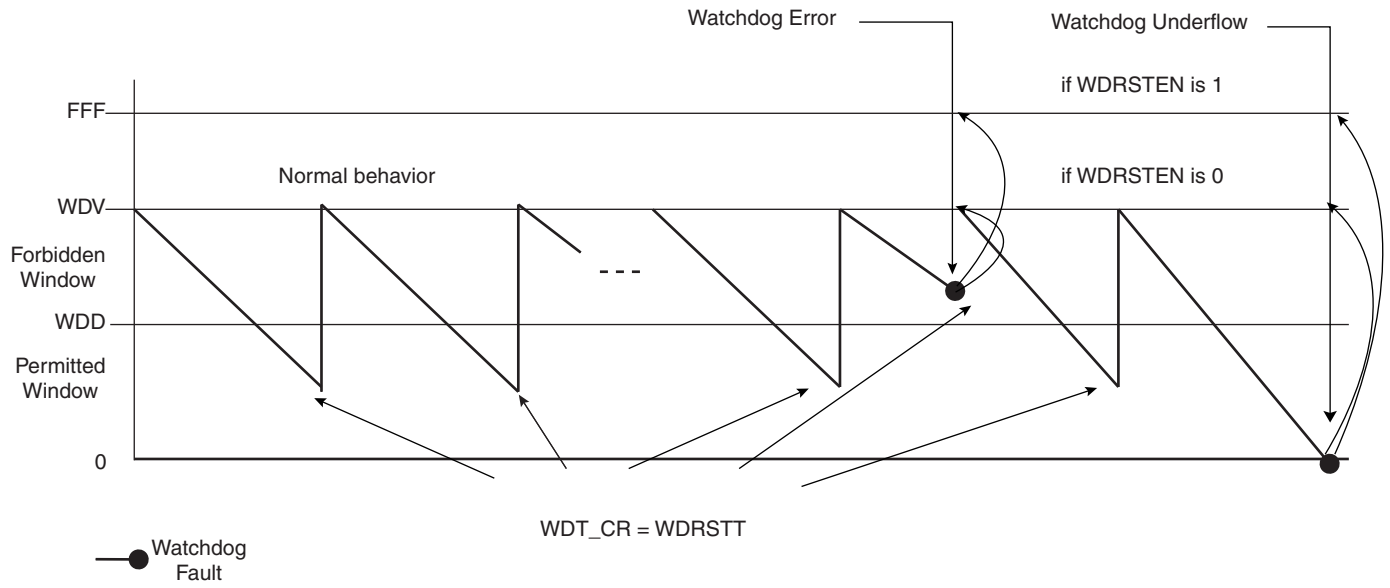 Watchdog Error
Watchdog Underflow
if WDRSTEN is 1
FFF
Normal behavior
if WDRSTEN is 0
WDV
Forbidden
Window
WDD
Permitted
Window
0
WDT_CR = WDRSTT
Watchdog
Fault